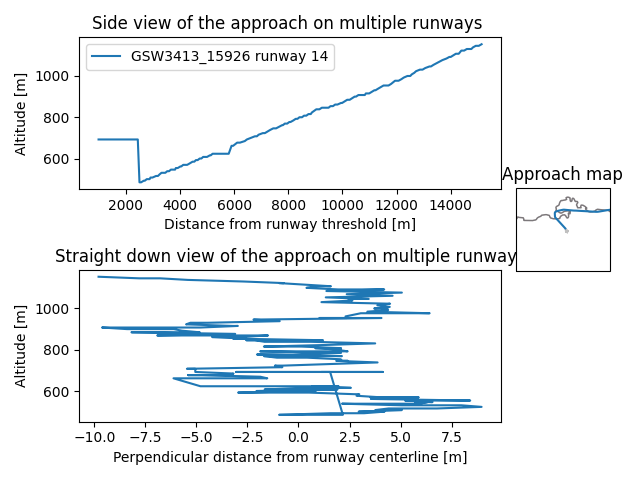 Side view of the approach on multiple runways
GSW3413_15926 runway 14
Altitude [m]
1000
800
600
2000 4000 6000 8000 10000 12000 14000
Distance from runway threshold [m]
Approach map
Straight down view of the approach on multiple runway
Altitude [m]
1000
800
600
−10.0 −7.5 −5.0 −2.5 0.0 2.5 5.0 7.5
Perpendicular distance from runway centerline [m]